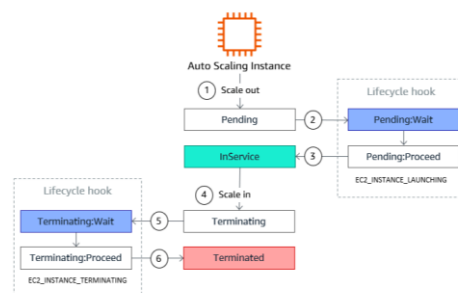 Auto Scaling Instance
1 Scale out
Lifecycle hook
Pending
2
Pending:Wait
InService
3
Pending:Proceed
EC2_INSTANCE_LAUNCHING
4 Scale in
Lifecycle hook
Terminating:Wait
5
Terminating
Terminating:Proceed
6
Terminated
EC2_INSTANCE_TERMINATING